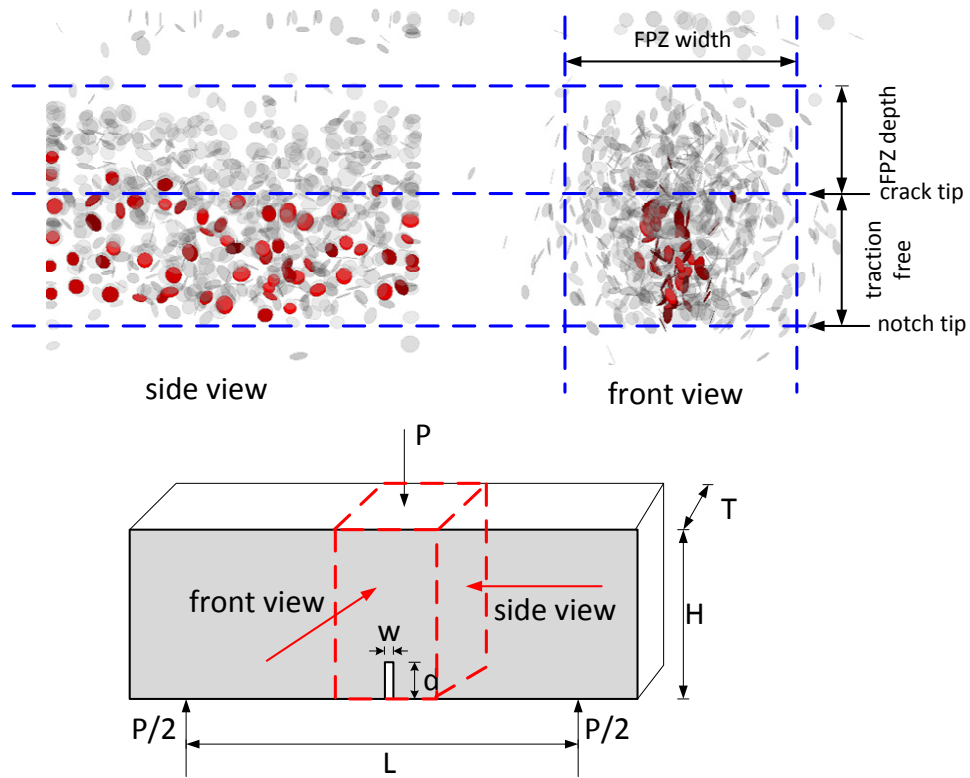 FPZ width
FPZ depth
crack tip
traction
free
notch tip
side view
front view
P
T
front view
side view
H
w
d
P/2
P/2
L